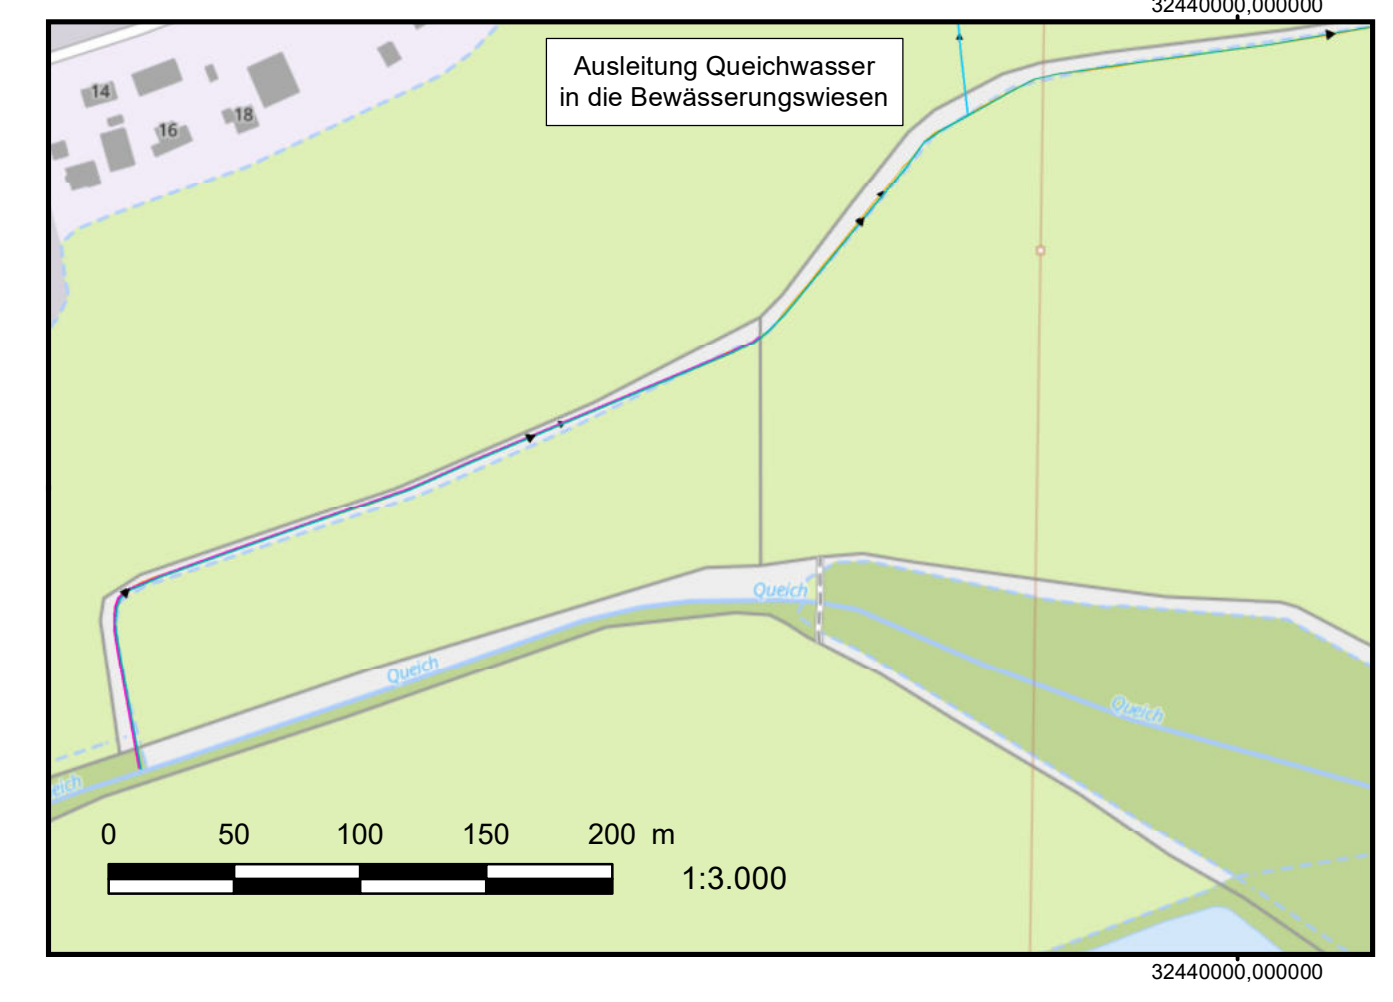 32440000,000000
Ausleitung Queichwasser
in die Bewässerungswiesen
14
18
16
Queich
Queich
Queich
eich
0 50 100 150 200 m
1:3.000
32440000,000000